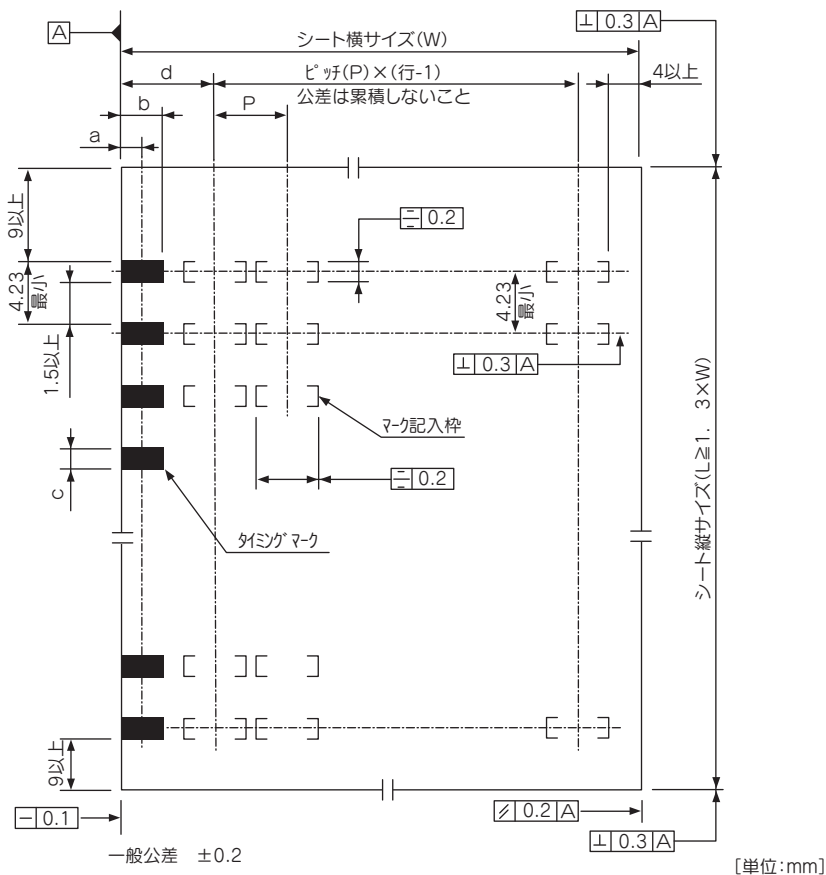 A
⊥ 0.3 A
シート横サイズ(W)
d
ピッチ(P)×(行-1)
4以上
公差は累積しないこと
b
P
a
9以上
⌯ 0.2
4.23
最小
4.23
最小
1.5以上
⊥ 0.3 A
マーク記入枠
⌯ 0.2
c
タイミングマーク
シート縦サイズ(L≧1. 3×W)
9以上
― 0.1
⫽ 0.2 A
⊥ 0.3 A
一般公差 ±0.2
[単位:mm]